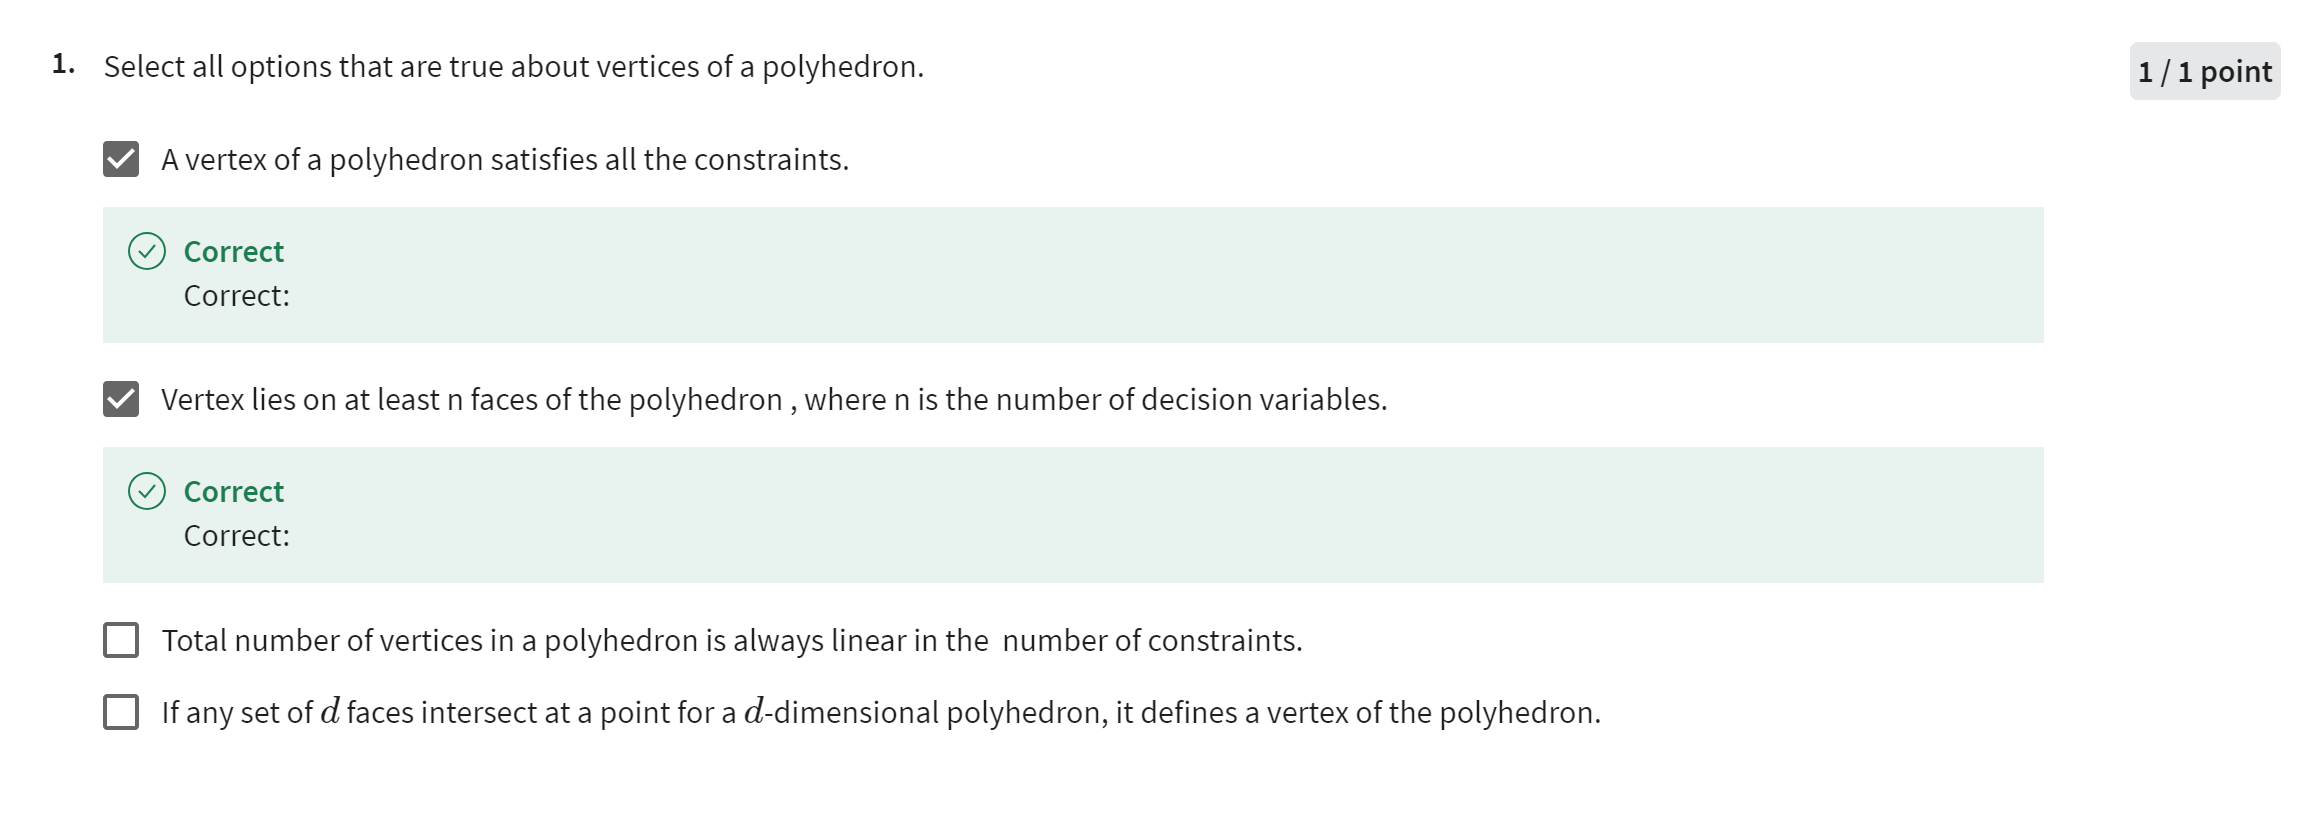 1. Select all options that are true about vertices of a polyhedron.
1 / 1 point
A vertex of a polyhedron satisfies all the constraints.
Correct
Correct:
Vertex lies on at least n faces of the polyhedron , where n is the number of decision variables.
Correct
Correct:
Total number of vertices in a polyhedron is always linear in the  number of constraints.
If any set of d faces intersect at a point for a d-dimensional polyhedron, it defines a vertex of the polyhedron.